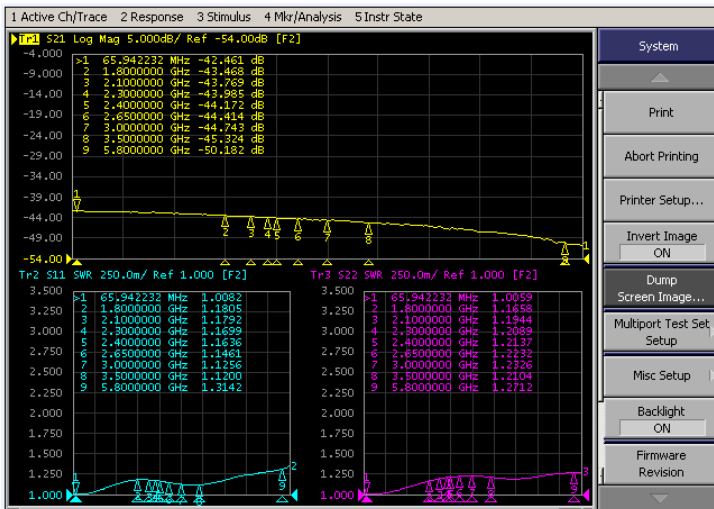 1 Active Ch/Trace 2 Response 3 Stimulus 4 Mkr/Analysis 5 Instr State
Tr1 S21 Log Mag 5.000dB/ Ref -54.00dB [F2]
-4.000
-9.000
-14.00
-19.00
-24.00
-29.00
-34.00
-39.00
-44.00
-49.00
-54.00
>1 65.942232 MHz -42.461 dB
2 1.8000000 GHz -43.468 dB
3 2.1000000 GHz -43.769 dB
4 2.3000000 GHz -43.985 dB
5 2.4000000 GHz -44.172 dB
6 2.6500000 GHz -44.414 dB
7 3.0000000 GHz -44.743 dB
8 3.5000000 GHz -45.324 dB
9 5.8000000 GHz -50.182 dB
1
2
3
4
5
6
7
8
1
Tr2 S11 SWR 250.0m/ Ref 1.000 [F2]
3.500
3.250
3.000
2.750
2.500
2.250
2.000
1.750
1.500
1.250
1.000
>1 65.942232 MHz 1.0082
2 1.8000000 GHz 1.1805
3 2.1000000 GHz 1.1792
4 2.3000000 GHz 1.1699
5 2.4000000 GHz 1.1636
6 2.6500000 GHz 1.1461
7 3.0000000 GHz 1.1256
8 3.5000000 GHz 1.1200
9 5.8000000 GHz 1.3142
1
9
2
Tr3 S22 SWR 250.0m/ Ref 1.000 [F2]
3.500
3.250
3.000
2.750
2.500
2.250
2.000
1.750
1.500
1.250
1.000
>1 65.942232 MHz 1.0059
2 1.8000000 GHz 1.1658
3 2.1000000 GHz 1.1944
4 2.3000000 GHz 1.2089
5 2.4000000 GHz 1.2137
6 2.6500000 GHz 1.2232
7 3.0000000 GHz 1.2326
8 3.5000000 GHz 1.2104
9 5.8000000 GHz 1.2712
1
9
3
System
Print
Abort Printing
Printer Setup...
Invert Image
ON
Dump
Screen Image...
Multiport Test Set
Setup
Misc Setup
Backlight
ON
Firmware
Revision